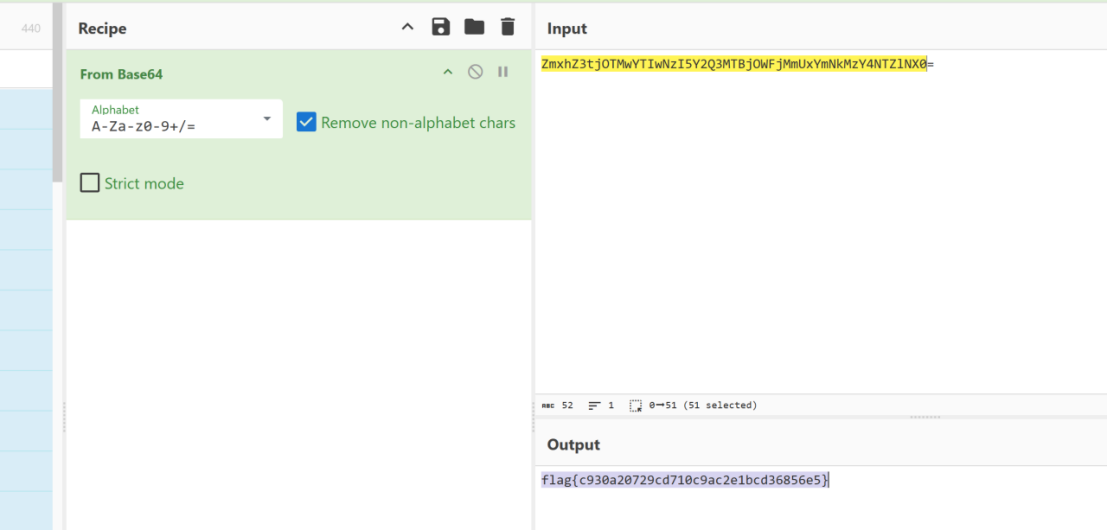 440
Recipe
From Base64
Alphabet
A-Za-z0-9+/=
Remove non-alphabet chars
Strict mode
Input
ZmxhZ3tjOTMwYTIwNzI5Y2Q3MTBjOWFjMmUxYmNkMzY4NTZlNX0=
ABC 52 1 0→51 (51 selected)
Output
flag{c930a20729cd710c9ac2e1bcd36856e5}